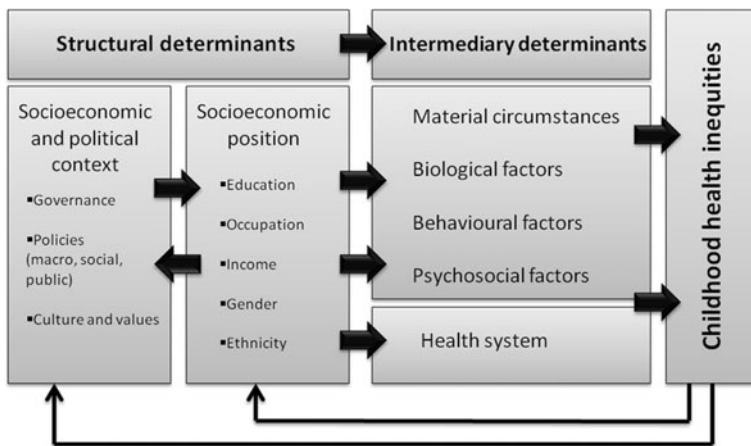 Structural determinants
Intermediary determinants
Socioeconomic
and political
context
▪Governance
▪Policies
(macro, social,
public)
▪Culture and values
Socioeconomic
position
▪Education
▪Occupation
▪Income
▪Gender
▪Ethnicity
Material circumstances
Biological factors
Behavioural factors
Psychosocial factors
Health system
Childhood health inequities